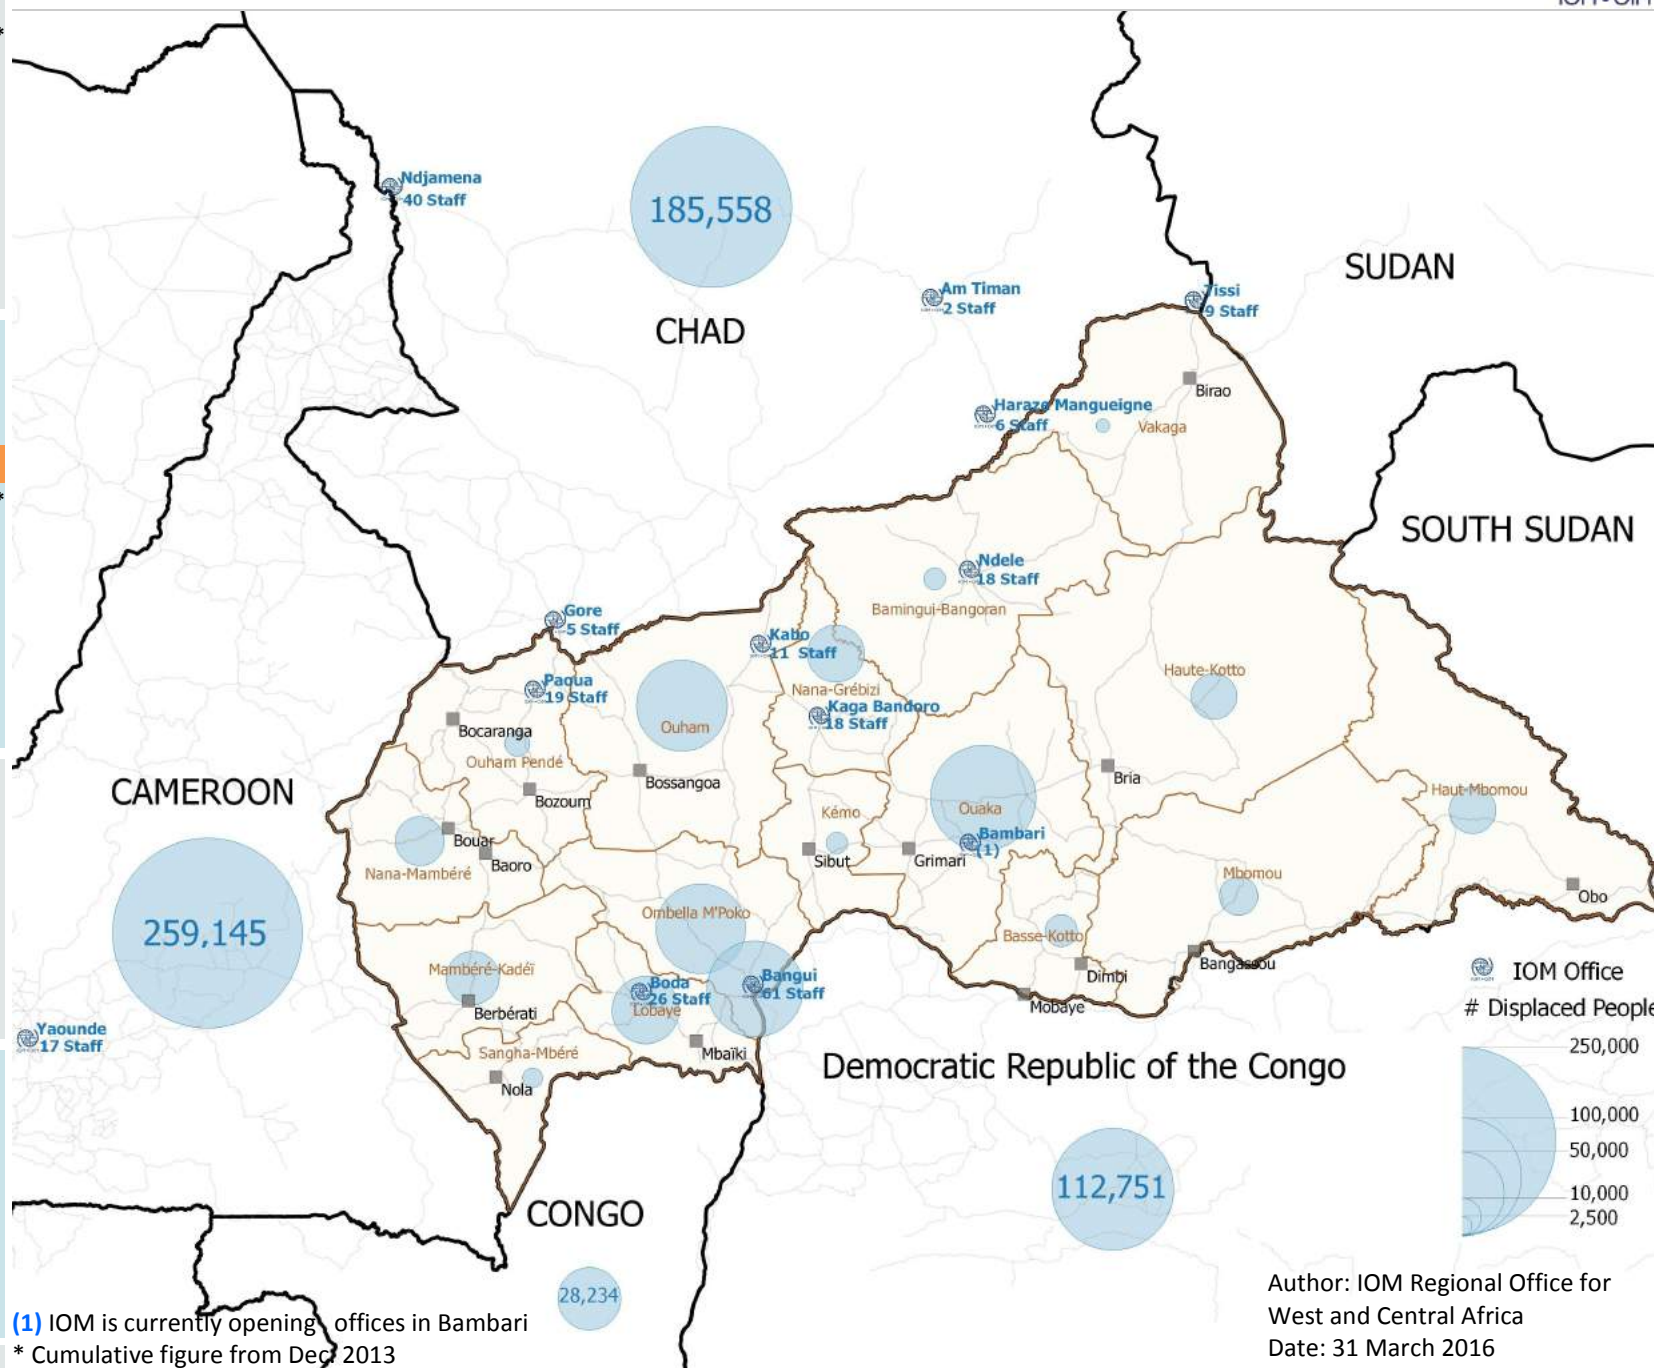 *
*
Ndjamena
40 Staff
185,558
CHAD
SUDAN
Am Timan
2 Staff
Tissi
9 Staff
Birao
Haraze Mangueigne
6 Staff
Vakaga
SOUTH SUDAN
Ndele
18 Staff
Bamingui-Bangoran
Gore
5 Staff
Kabo
11 Staff
Paoua
19 Staff
Nana-Grébizi
Kaga Bandoro
18 Staff
Haute-Kotto
Bocaranga
Ouham
Ouham Pendé
Bossangoa
Bozoum
Bria
CAMEROON
Haut-Mbomou
Kémo
Ouaka
Bambari
(1)
Bouar
Baoro
Sibut
Grimari
Nana-Mambéré
Mbomou
Obo
259,145
Ombella M'Poko
Basse-Kotto
Mambéré-Kadéï
Bangui
61 Staff
Boda
26 Staff
Lobaye
Dimbi
Bangassou
Mobaye
Berbérati
Yaounde
17 Staff
Sangha-Mbéré
Mbaïki
Nola
Democratic Republic of the Congo
IOM Office
# Displaced People
250,000
100,000
50,000
10,000
2,500
112,751
CONGO
28,234
(1) IOM is currently opening offices in Bambari
* Cumulative figure from Dec. 2013
Author: IOM Regional Office for
West and Central Africa
Date: 31 March 2016